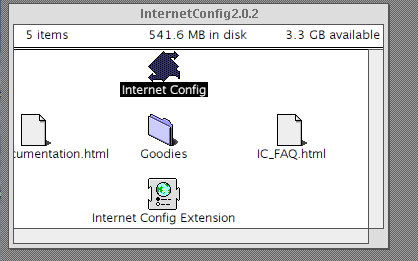 InternetConfig2.0.2
5 items 541.6 MB in disk 3.3 GB available
Internet Config
cumentation.html Goodies IC_FAQ.html
Internet Config Extension